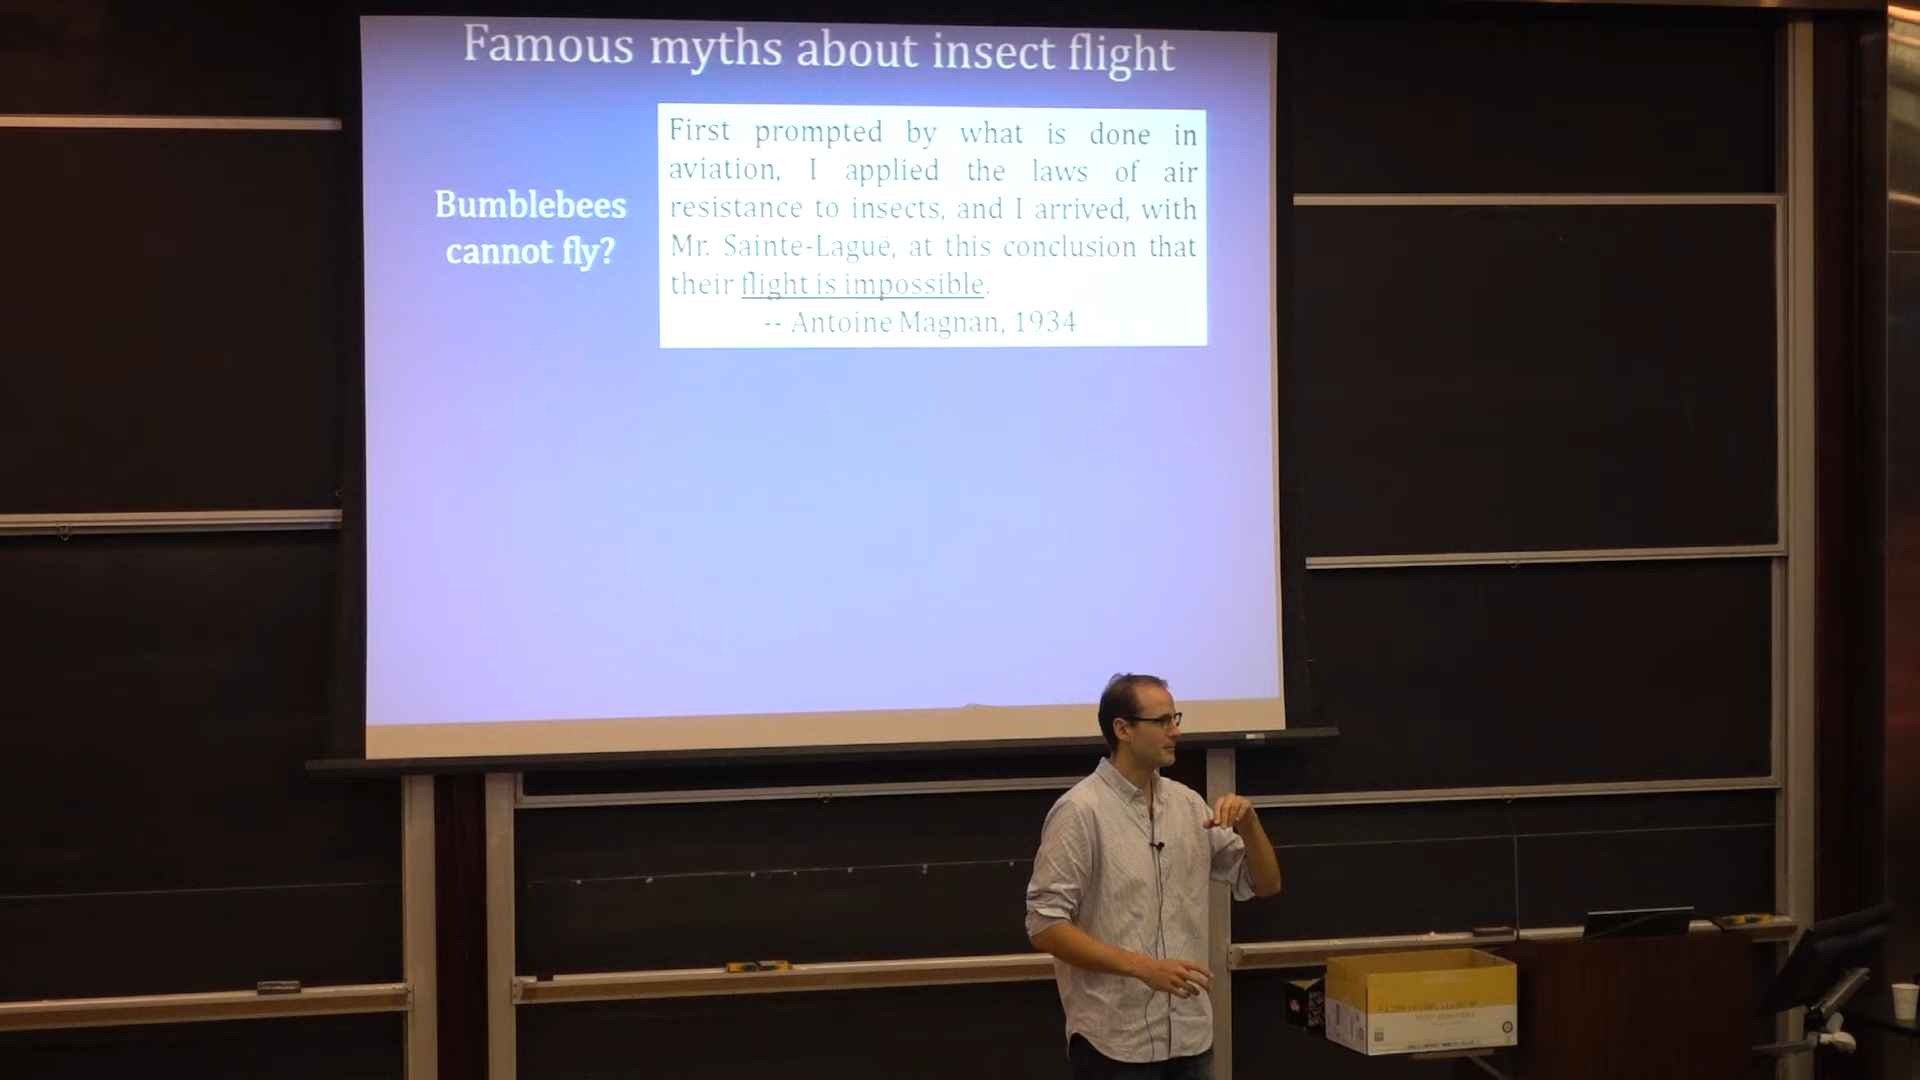 Famous myths about insect flight
Bumblebees
cannot fly?
First prompted by what is done in
aviation, I applied the laws of air
resistance to insects, and I arrived, with
Mr. Sainte-Laguë, at this conclusion that
their flight is impossible.
-- Antoine Magnan, 1934